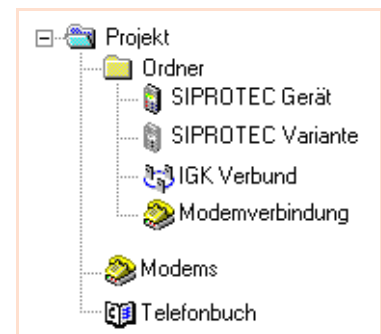 Projekt
Ordner
SIPROTEC Gerät
SIPROTEC Variante
IGK Verbund
Modemverbindung
Modems
Telefonbuch